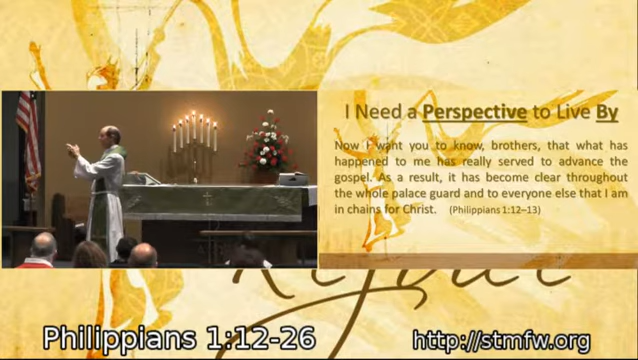 I Need a Perspective to Live By
Now I want you to know, brothers, that what has
happened to me has really served to advance the
gospel. As a result, it has become clear throughout
the whole palace guard and to everyone else that I am
in chains for Christ. (Philippians 1:12–13)
Rejoice
Philippians 1:12-26
http://stmfw.org